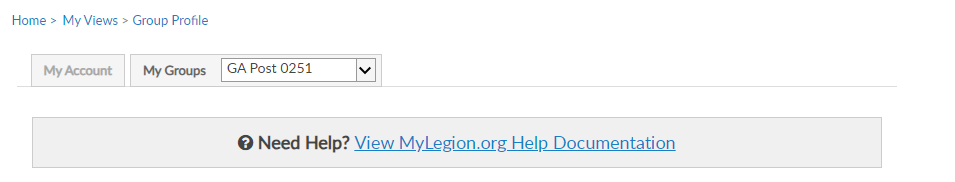 Home > My Views > Group Profile
My Account My Groups GA Post 0251
Need Help? View MyLegion.org Help Documentation